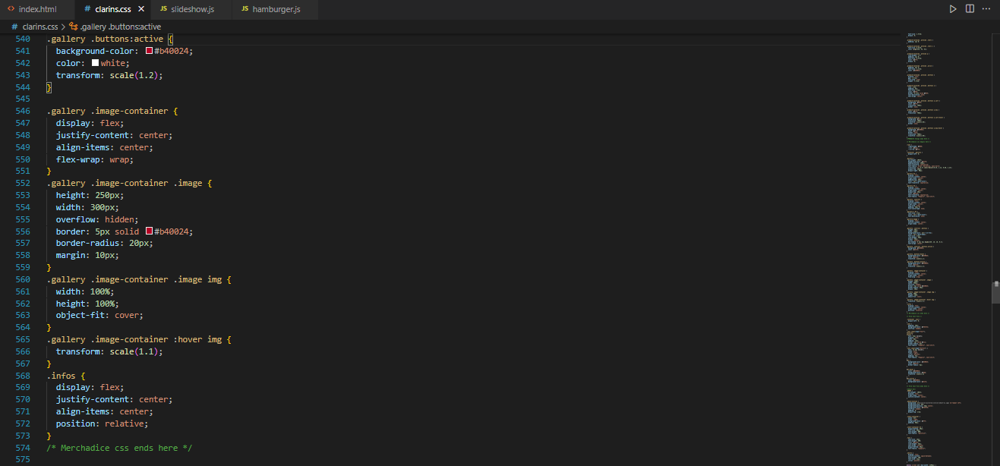 index.html
clarins.css
JS slideshow.js
JS hamburger.js
clarins.css > .gallery .buttons:active
540 .gallery .buttons:active {
541 background-color: #b40024;
542 color: white;
543 transform: scale(1.2);
544 }
545
546 .gallery .image-container {
547 display: flex;
548 justify-content: center;
549 align-items: center;
550 flex-wrap: wrap;
551 }
552 .gallery .image-container .image {
553 height: 250px;
554 width: 300px;
555 overflow: hidden;
556 border: 5px solid #b40024;
557 border-radius: 20px;
558 margin: 10px;
559 }
560 .gallery .image-container .image img {
561 width: 100%;
562 height: 100%;
563 object-fit: cover;
564 }
565 .gallery .image-container :hover img {
566 transform: scale(1.1);
567 }
568 .infos {
569 display: flex;
570 justify-content: center;
571 align-items: center;
572 position: relative;
573 }
574 /* Merchadice css ends here */
575